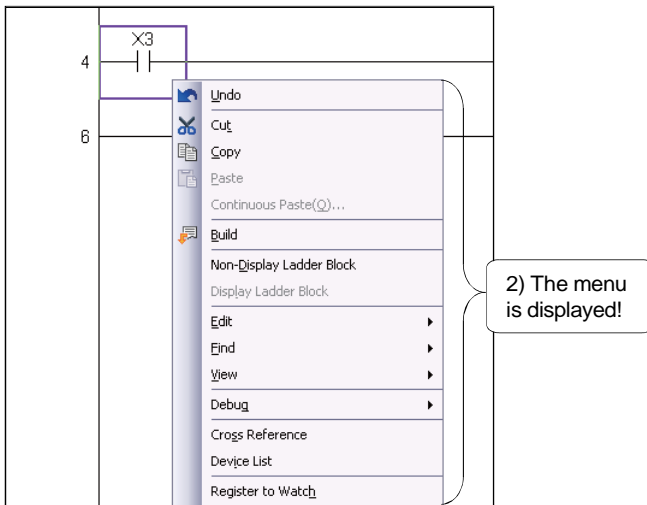 X3
4
Undo
6
Cut
Copy
Paste
Continuous Paste(Q)...
Build
Non-Display Ladder Block
Display Ladder Block
2) The menu
is displayed!
Edit
Find
View
Debug
Cross Reference
Device List
Register to Watch